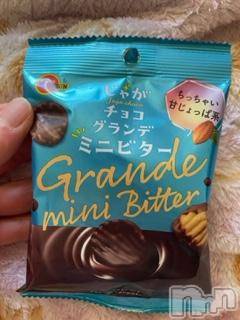 じゃが
チョコ
グランデ
ミニビター
ちっちゃい
甘じょっぱ系
Grande
mini Bitter